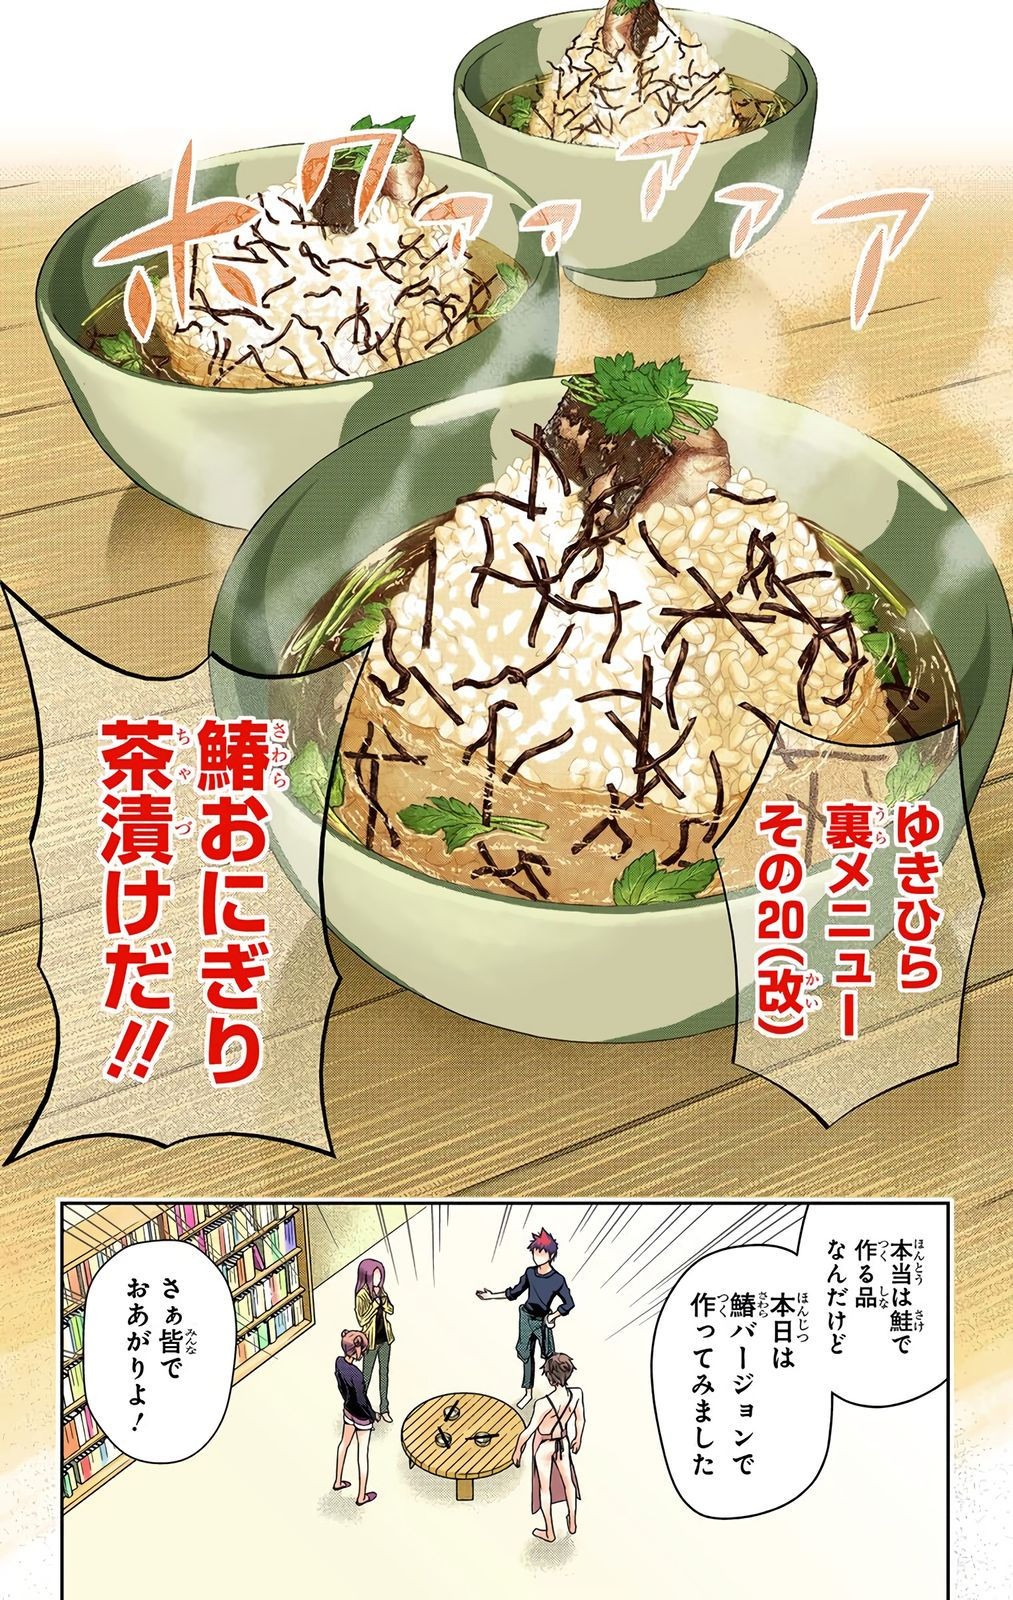 ホクァァァァァ
ゆきひら
裏メニュー
その20(改)
鰆おにぎり
茶漬けだ!!
本当は鮭で
作る品
なんだけど
本日は
鰆バージョンで
作ってみました
さぁ皆で
おあがりよ!